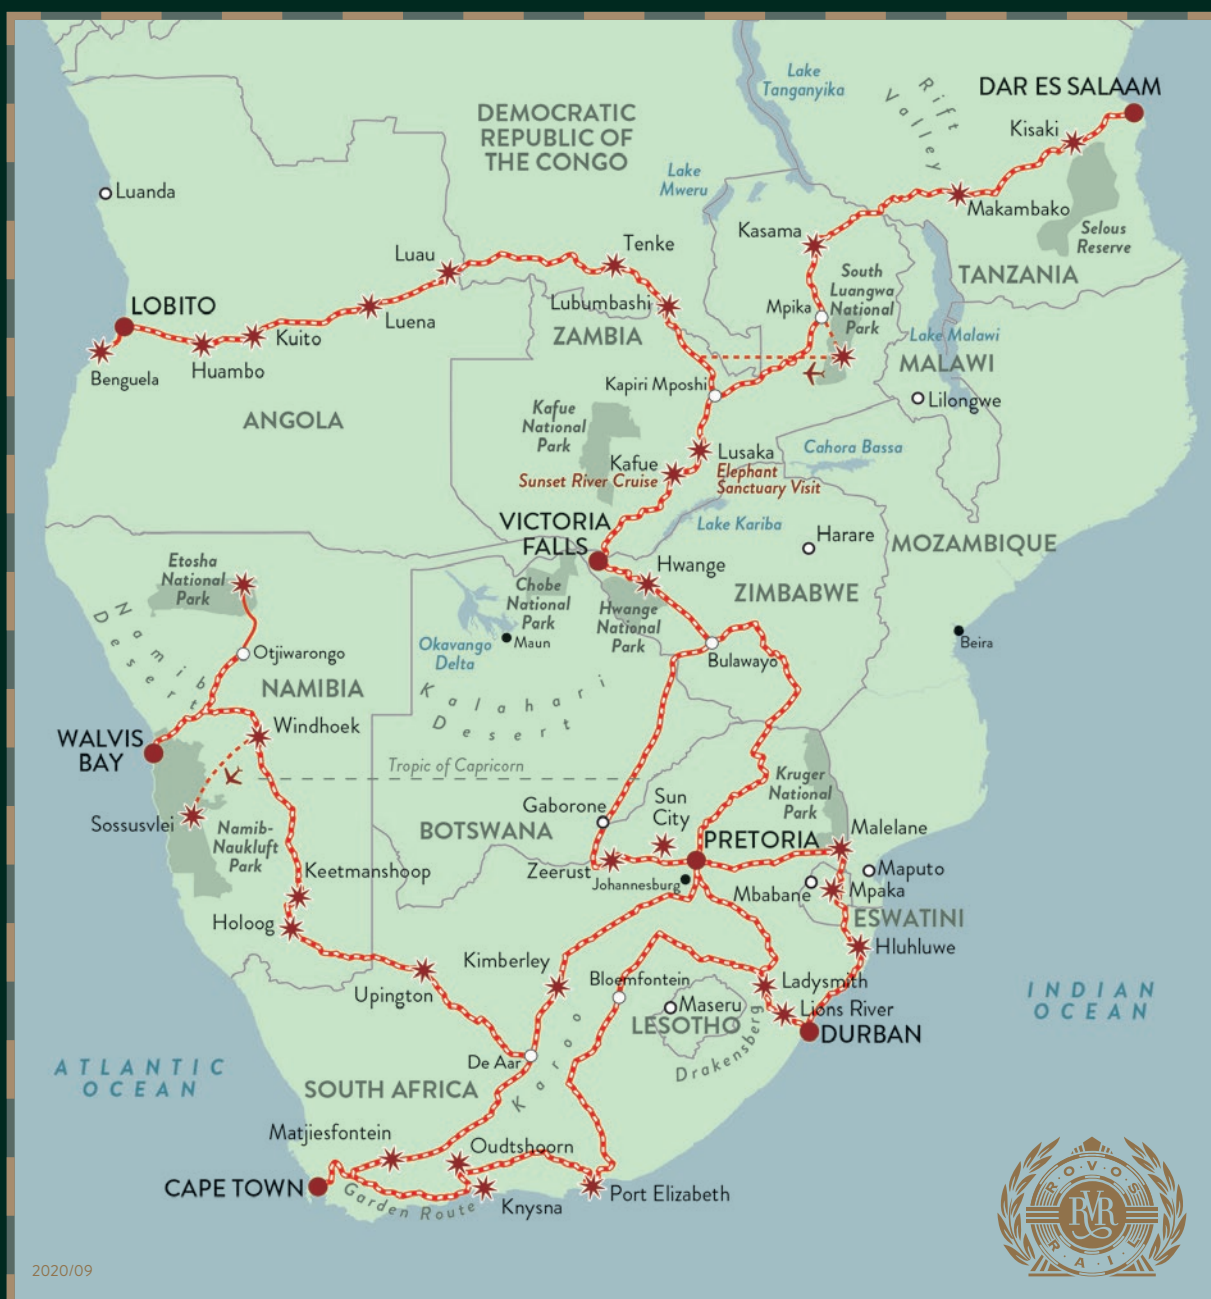 Lake
Tanganyika
Rift
Valley
DAR ES SALAAM
Kisaki
DEMOCRATIC
REPUBLIC OF
THE CONGO
Lake
Mweru
Luanda
Makambako
Kasama
Selous
Reserve
Tenke
Luau
South
Luangwa
National
Park
TANZANIA
LOBITO
Lubumbashi
Mpika
Luena
ZAMBIA
Kuito
Lake Malawi
Huambo
Benguela
MALAWI
Kapiri Mposhi
Lilongwe
ANGOLA
Kafue
National
Park
Cahora Bassa
Lusaka
Kafue
Elephant
Sanctuary Visit
Sunset River Cruise
VICTORIA
FALLS
Lake Kariba
Harare
MOZAMBIQUE
Etosha
National
Park
Hwange
Chobe
National
Park
ZIMBABWE
Hwange
National
Park
Namib
Desert
Okavango
Delta
Maun
Beira
Otjiwarongo
Bulawayo
NAMIBIA
Kalahari
Desert
Windhoek
WALVIS
BAY
Tropic of Capricorn
Kruger
National
Park
Gaborone
Sun
City
Sossusvlei
BOTSWANA
PRETORIA
Malelane
Namib-
Naukluft
Park
Keetmanshoop
Zeerust
Johannesburg
Maputo
Mbabane
Mpaka
Holoog
ESWATINI
Hluhluwe
Kimberley
Upington
Bloemfontein
Ladysmith
INDIAN
OCEAN
Maseru
Lions River
LESOTHO
DURBAN
Drakensberg
De Aar
Karoo
ATLANTIC
OCEAN
SOUTH AFRICA
Matjiesfontein
Oudtshoorn
CAPE TOWN
Garden Route
Knysna
Port Elizabeth
ROVOS
RVR
RAIL
2020/09